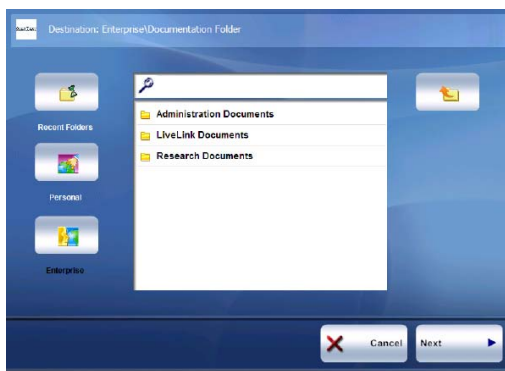 Destination: Enterprise\Documentation Folder
Recent Folders
Personal
Enterprise
Administration Documents
LiveLink Documents
Research Documents
Cancel
Next